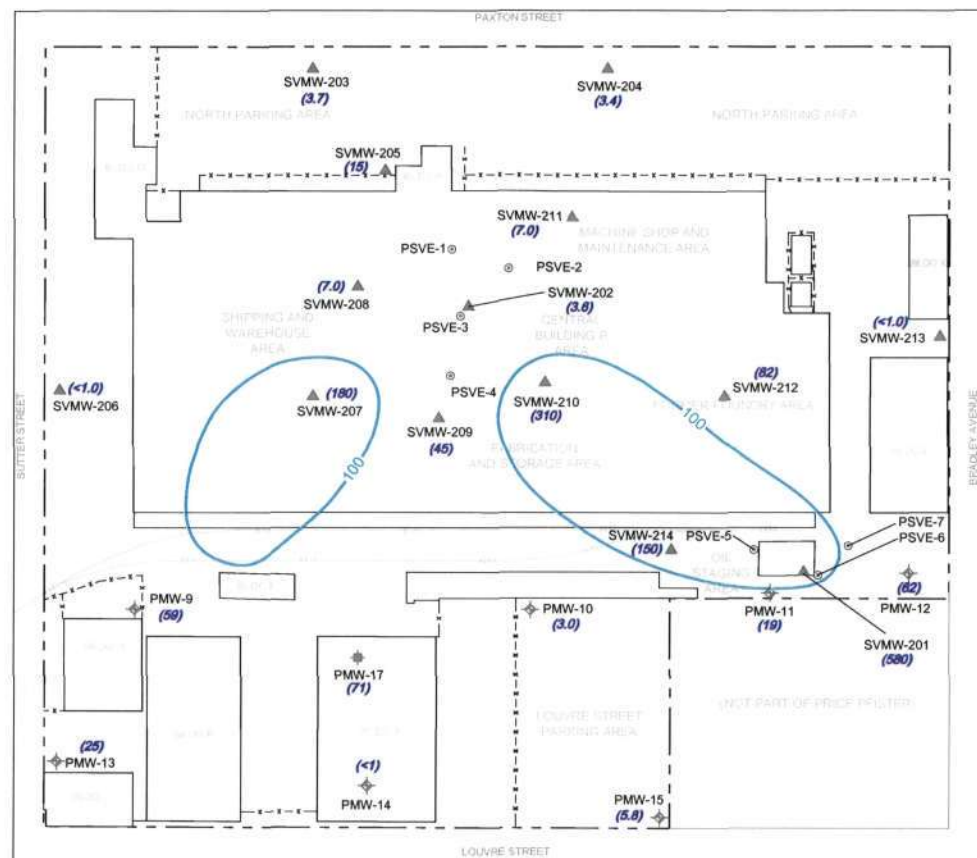 PAXTON STREET
SVMW-203
(3.7)
SVMW-204
(3.4)
NORTH PARKING AREA
NORTH PARKING AREA
SVMW-205
(15)
SVMW-211
(7.0)
MACHINE SHOP AND
MAINTENANCE AREA
PSVE-1
PSVE-2
(7.0)
SVMW-208
SVMW-202
(3.6)
PSVE-3
SHIPPING AND
WAREHOUSE
AREA
CENTRAL
BUILDING A
AREA
(<1.0)
SVMW-213
(<1.0)
SVMW-206
(180)
SVMW-207
PSVE-4
SVMW-210
(310)
(82)
SVMW-212
FOUNDRY AREA
SVMW-209
(45)
FABRICATION
AND STORAGE AREA
100
100
SUTTER STREET
BRADLEY AVENUE
SVMW-214
(150)
PSVE-5
PSVE-7
PSVE-6
OIL
STAGING
AREA
PMW-9
(59)
PMW-10
(3.0)
PMW-11
(19)
(62)
PMW-12
SVMW-201
(580)
PMW-17
(71)
(NOT PART OF PRICE PFISTER)
LOUVRE STREET
PARKING AREA
(25)
PMW-13
(<1)
PMW-14
PMW-15
(5.8)
LOUVRE STREET